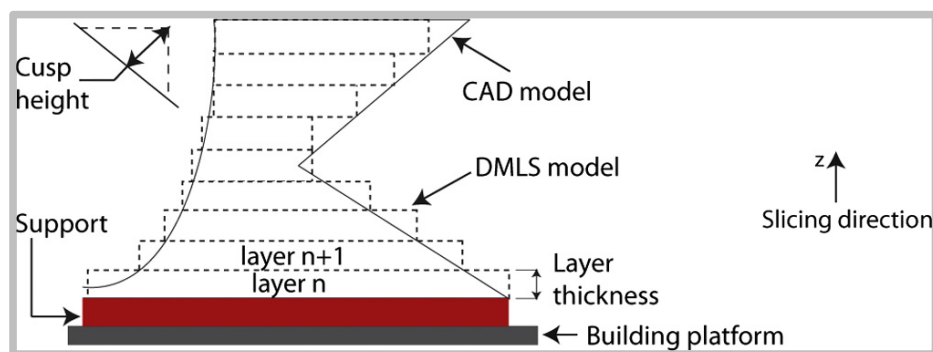 Cusp
height
CAD model
DMLS model
z
Slicing direction
Support
layer n+1
layer n
Layer
thickness
Building platform